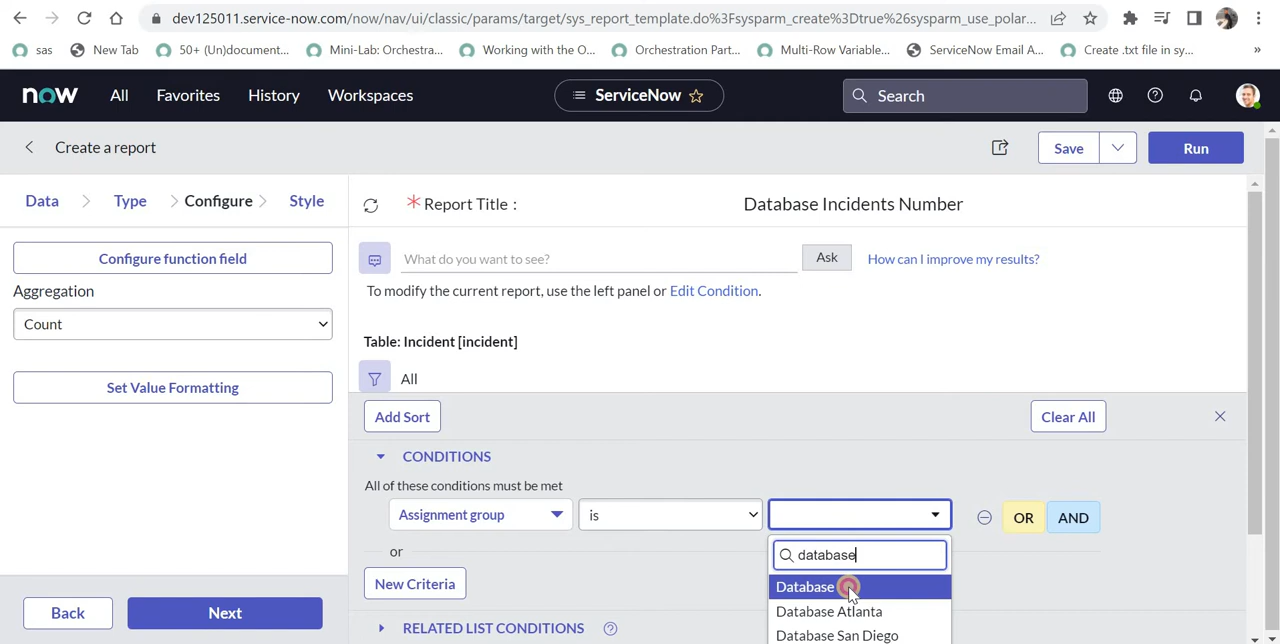 dev125011.service-now.com/now/nav/ui/classic/params/target/sys_report_template.do%3Fsysparm_create%3Dtrue%26sysparm_use_polar...
sas New Tab 50+ (Un)document... Mini-Lab: Orchestra... Working with the O... Orchestration Part... Multi-Row Variable... ServiceNow Email A... Create .txt file in sy... »
now All Favorites History Workspaces ServiceNow Search
Create a report Save Run
Data Type Configure Style
* Report Title : Database Incidents Number
Configure function field
What do you want to see? Ask How can I improve my results?
Aggregation
To modify the current report, use the left panel or Edit Condition.
Count
Table: Incident [incident]
Set Value Formatting
All
Add Sort Clear All
CONDITIONS
All of these conditions must be met
Assignment group is OR AND
or
database
New Criteria
Database
Database Atlanta
Back Next
RELATED LIST CONDITIONS
Database San Diego